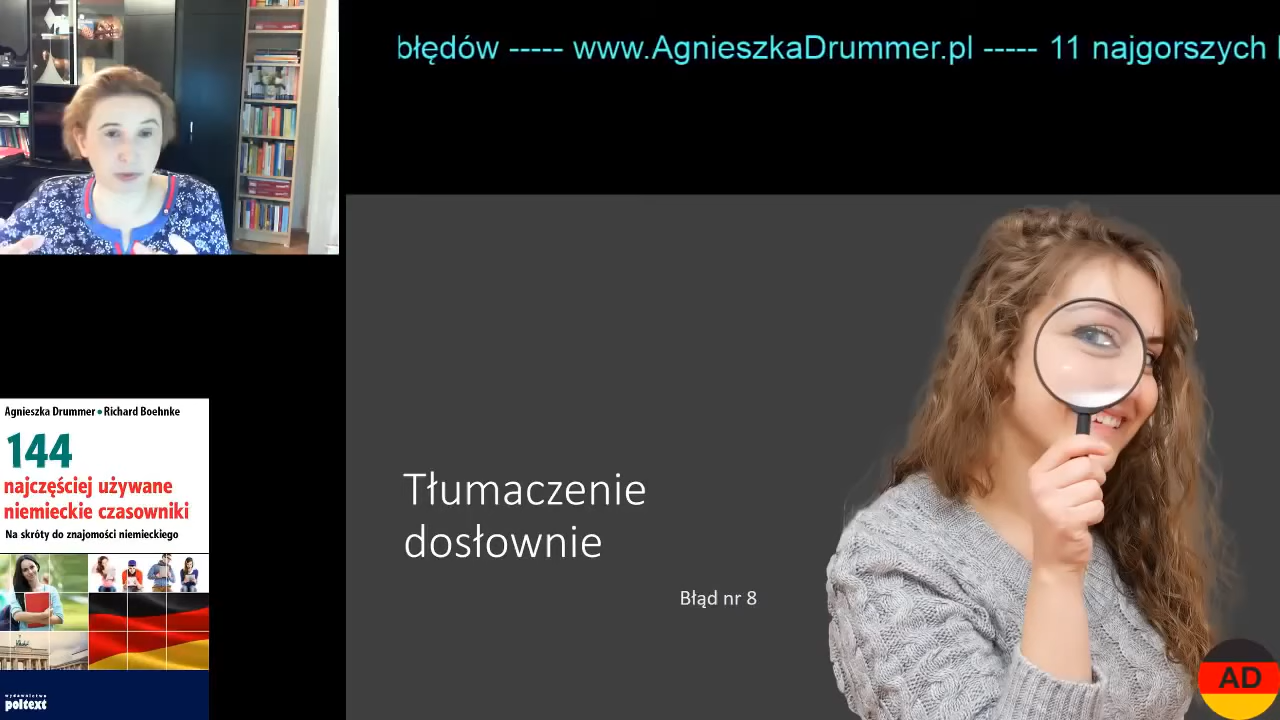 błędów ----- www.AgnieszkaDrummer.pl ----- 11 najgorszych
Tłumaczenie
dosłownie
Błąd nr 8
Agnieszka Drummer • Richard Boehnke
144
najczęściej używane
niemieckie czasowniki
Na skróty do znajomości niemieckiego
wydawnictwo
poltext
AD